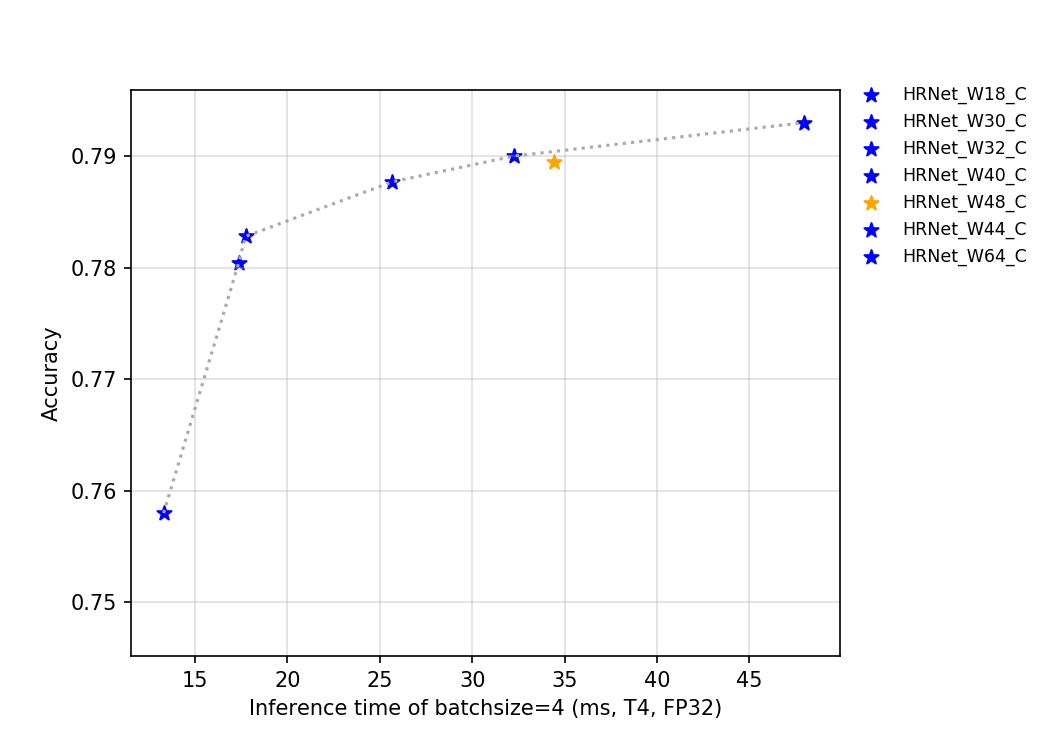 HRNet_W18_C
HRNet_W30_C
HRNet_W32_C
HRNet_W40_C
HRNet_W48_C
HRNet_W44_C
HRNet_W64_C
0.79
0.78
0.77
0.76
0.75
Accuracy
15 20 25 30 35 40 45
Inference time of batchsize=4 (ms, T4, FP32)